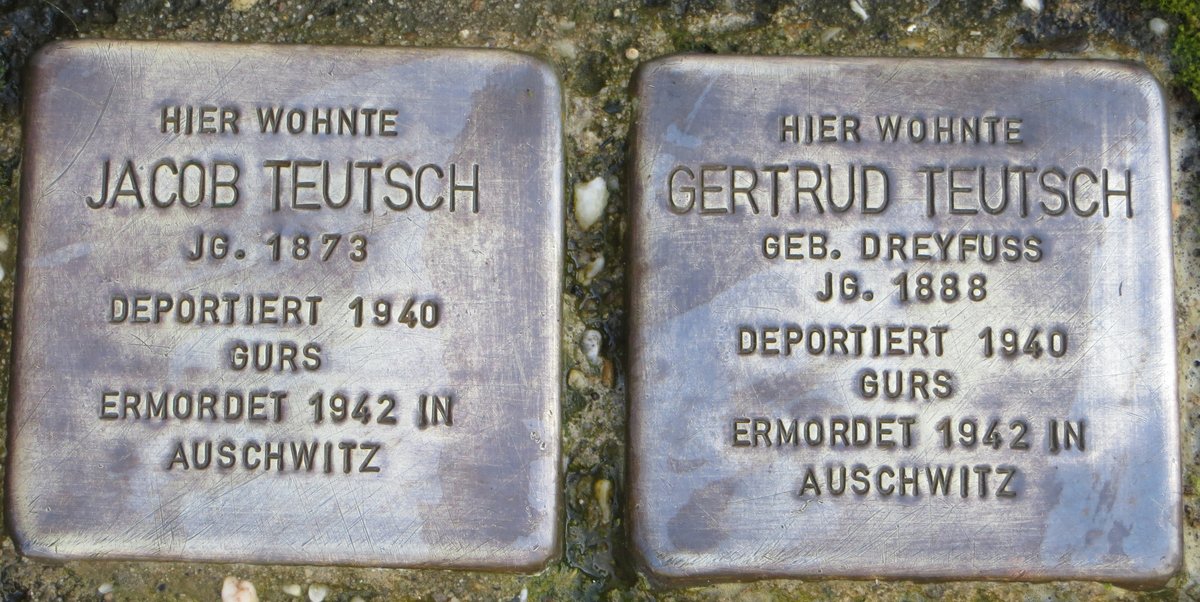 HIER WOHNTE
JACOB TEUTSCH
JG. 1873
DEPORTIERT 1940
GURS
ERMORDET 1942 IN
AUSCHWITZ
HIER WOHNTE
GERTRUD TEUTSCH
GEB. DREYFUSS
JG. 1888
DEPORTIERT 1940
GURS
ERMORDET 1942 IN
AUSCHWITZ